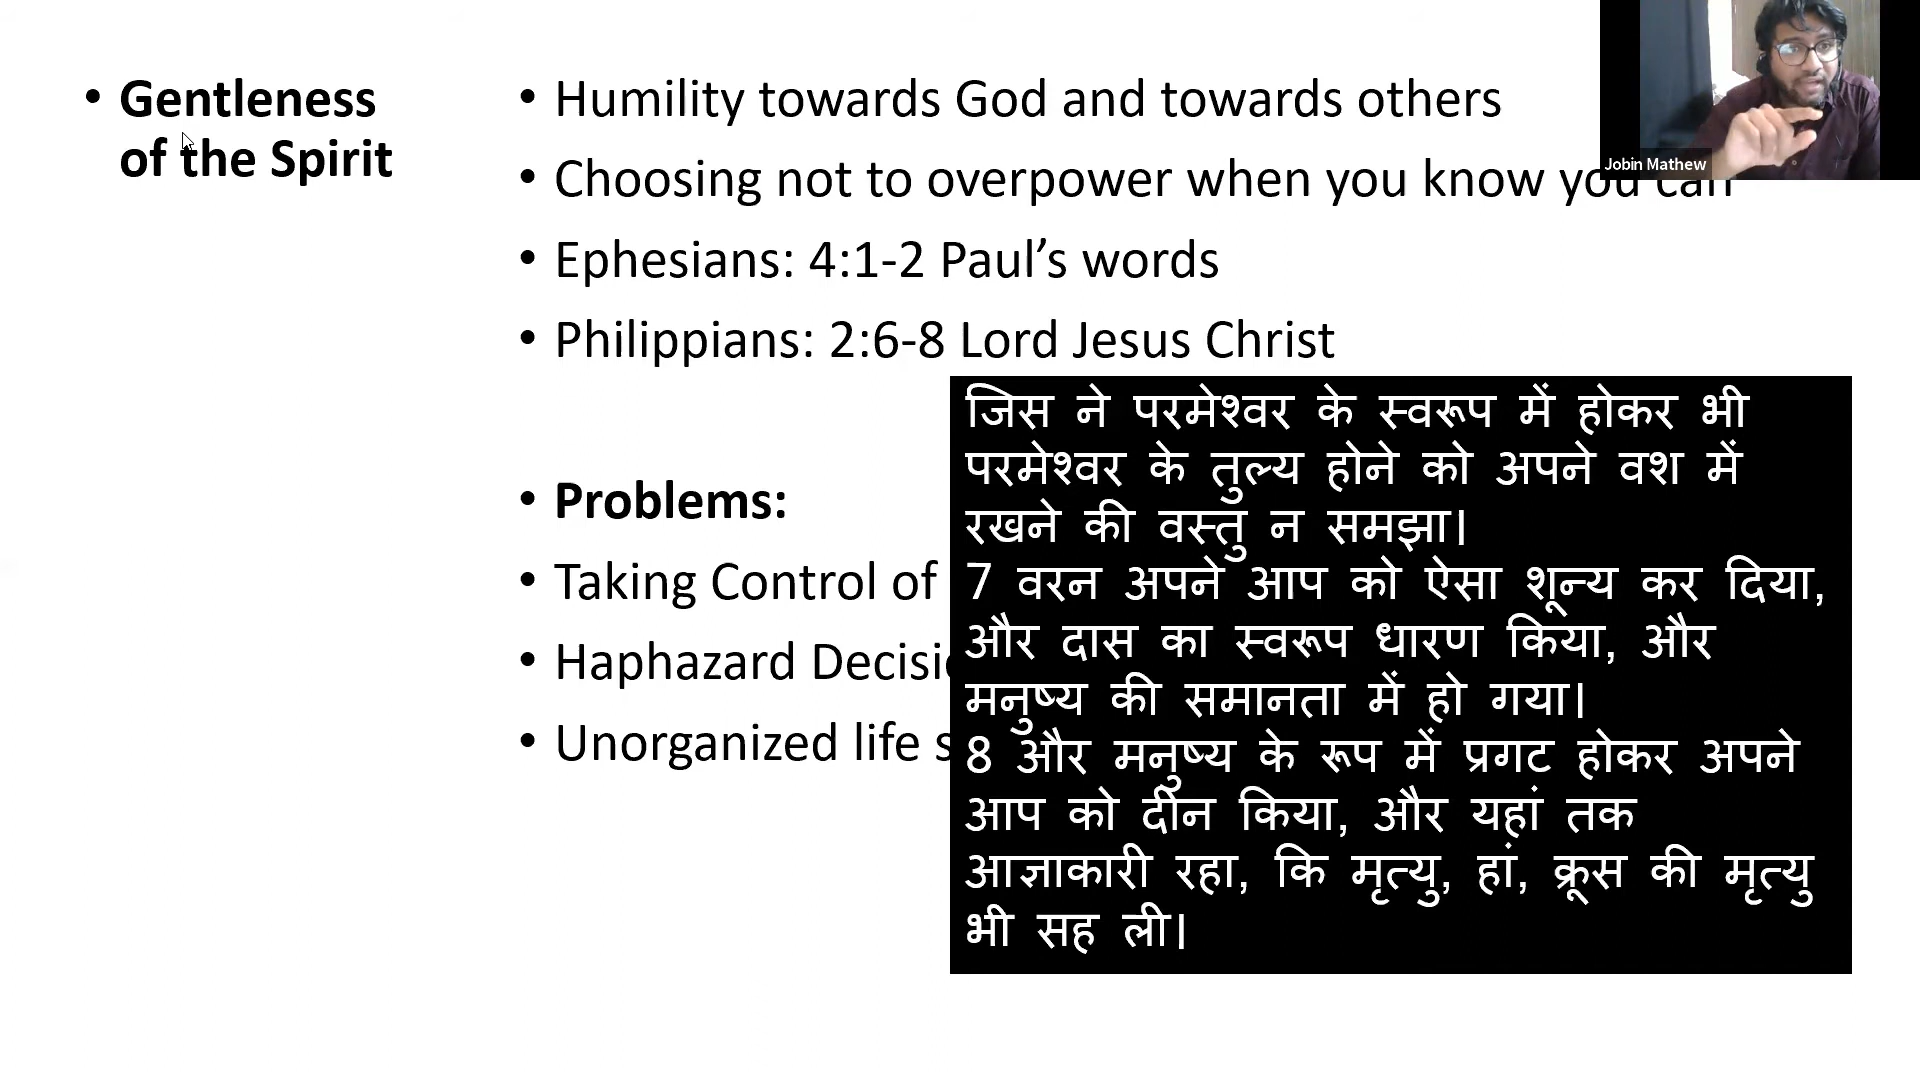 • Gentleness
of the Spirit
• Humility towards God and towards others
• Choosing not to overpower when you know you can
• Ephesians: 4:1-2 Paul’s words
• Philippians: 2:6-8 Lord Jesus Christ
• Problems:
• Taking Control of
• Haphazard
• Unorganized life
जिस ने परमेश्वर के स्वरूप में होकर भी
परमेश्वर के तुल्य होने को अपने वश में
रखने की वस्तु न समझा।
7 वरन अपने आप को ऐसा शून्य कर दिया,
और दास का स्वरूप धारण किया, और
मनुष्य की समानता में हो गया।
8 और मनुष्य के रूप में प्रगट होकर अपने
आप को दीन किया, और यहां तक
आज्ञाकारी रहा, कि मृत्यु, हां, क्रूस की मृत्यु
भी सह ली।
Jobin Mathew